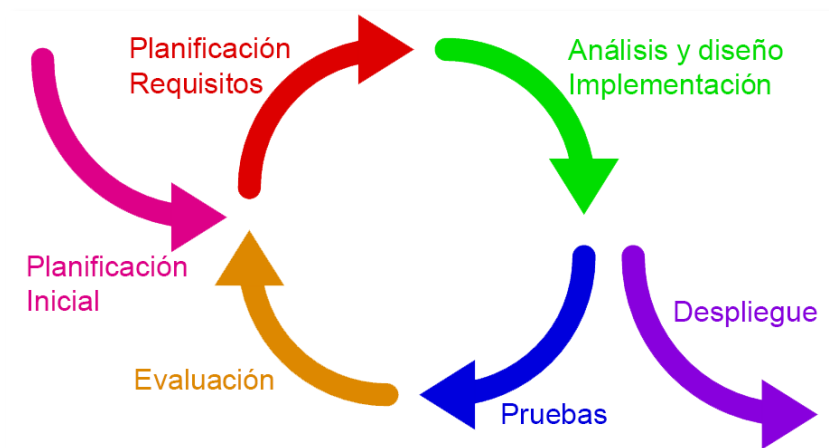 Planificación
Requisitos
Análisis y diseño
Implementación
Planificación
Inicial
Despliegue
Evaluación
Pruebas